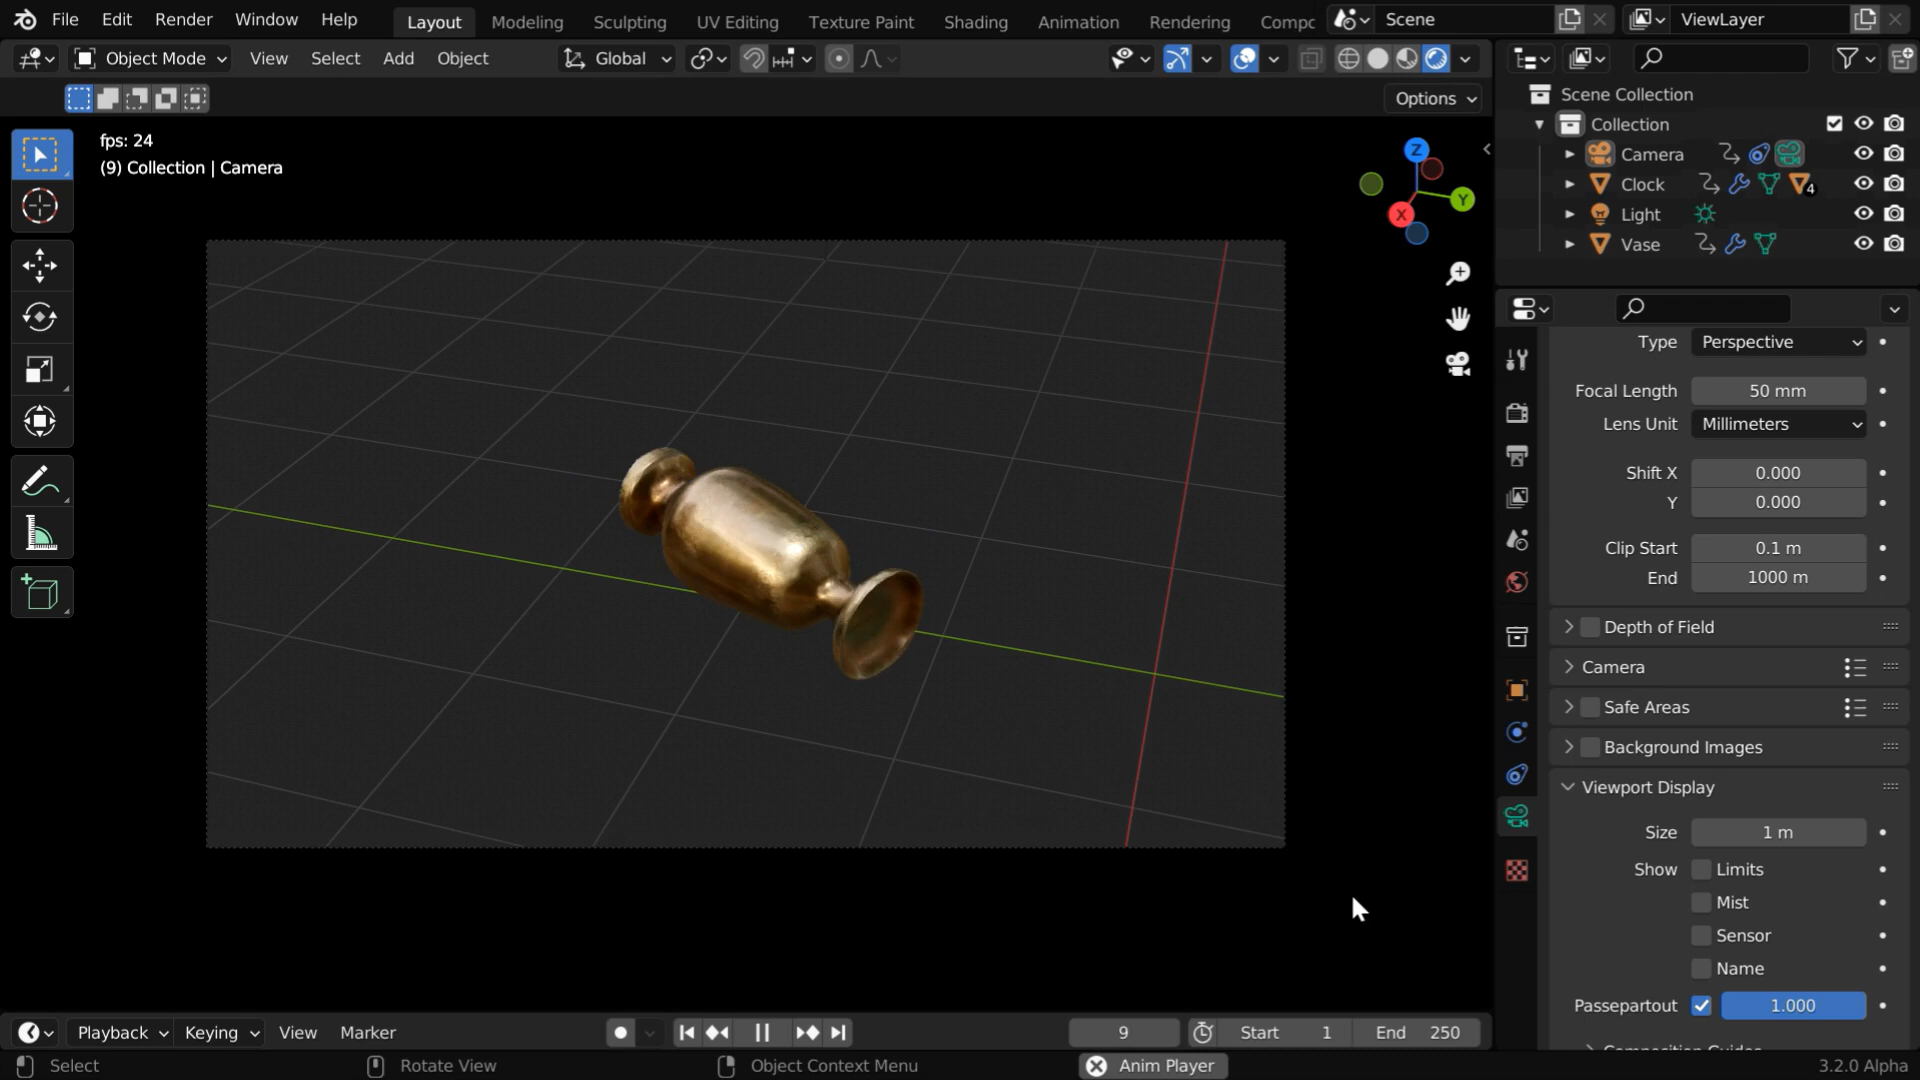 File Edit Render Window Help Layout Modeling Sculpting UV Editing Texture Paint Shading Animation Rendering Compc Scene ViewLayer
Object Mode View Select Add Object Global
Options
fps: 24
(9) Collection | Camera
Z
Y
X
Scene Collection
Collection
Camera
Clock 4
Light
Vase
Type Perspective
Focal Length 50 mm
Lens Unit Millimeters
Shift X 0.000
Y 0.000
Clip Start 0.1 m
End 1000 m
Depth of Field
Camera
Safe Areas
Background Images
Viewport Display
Size 1 m
Show Limits
Mist
Sensor
Name
Passepartout 1.000
Playback Keying View Marker 9 Start 1 End 250
Select Rotate View Object Context Menu Anim Player 3.2.0 Alpha